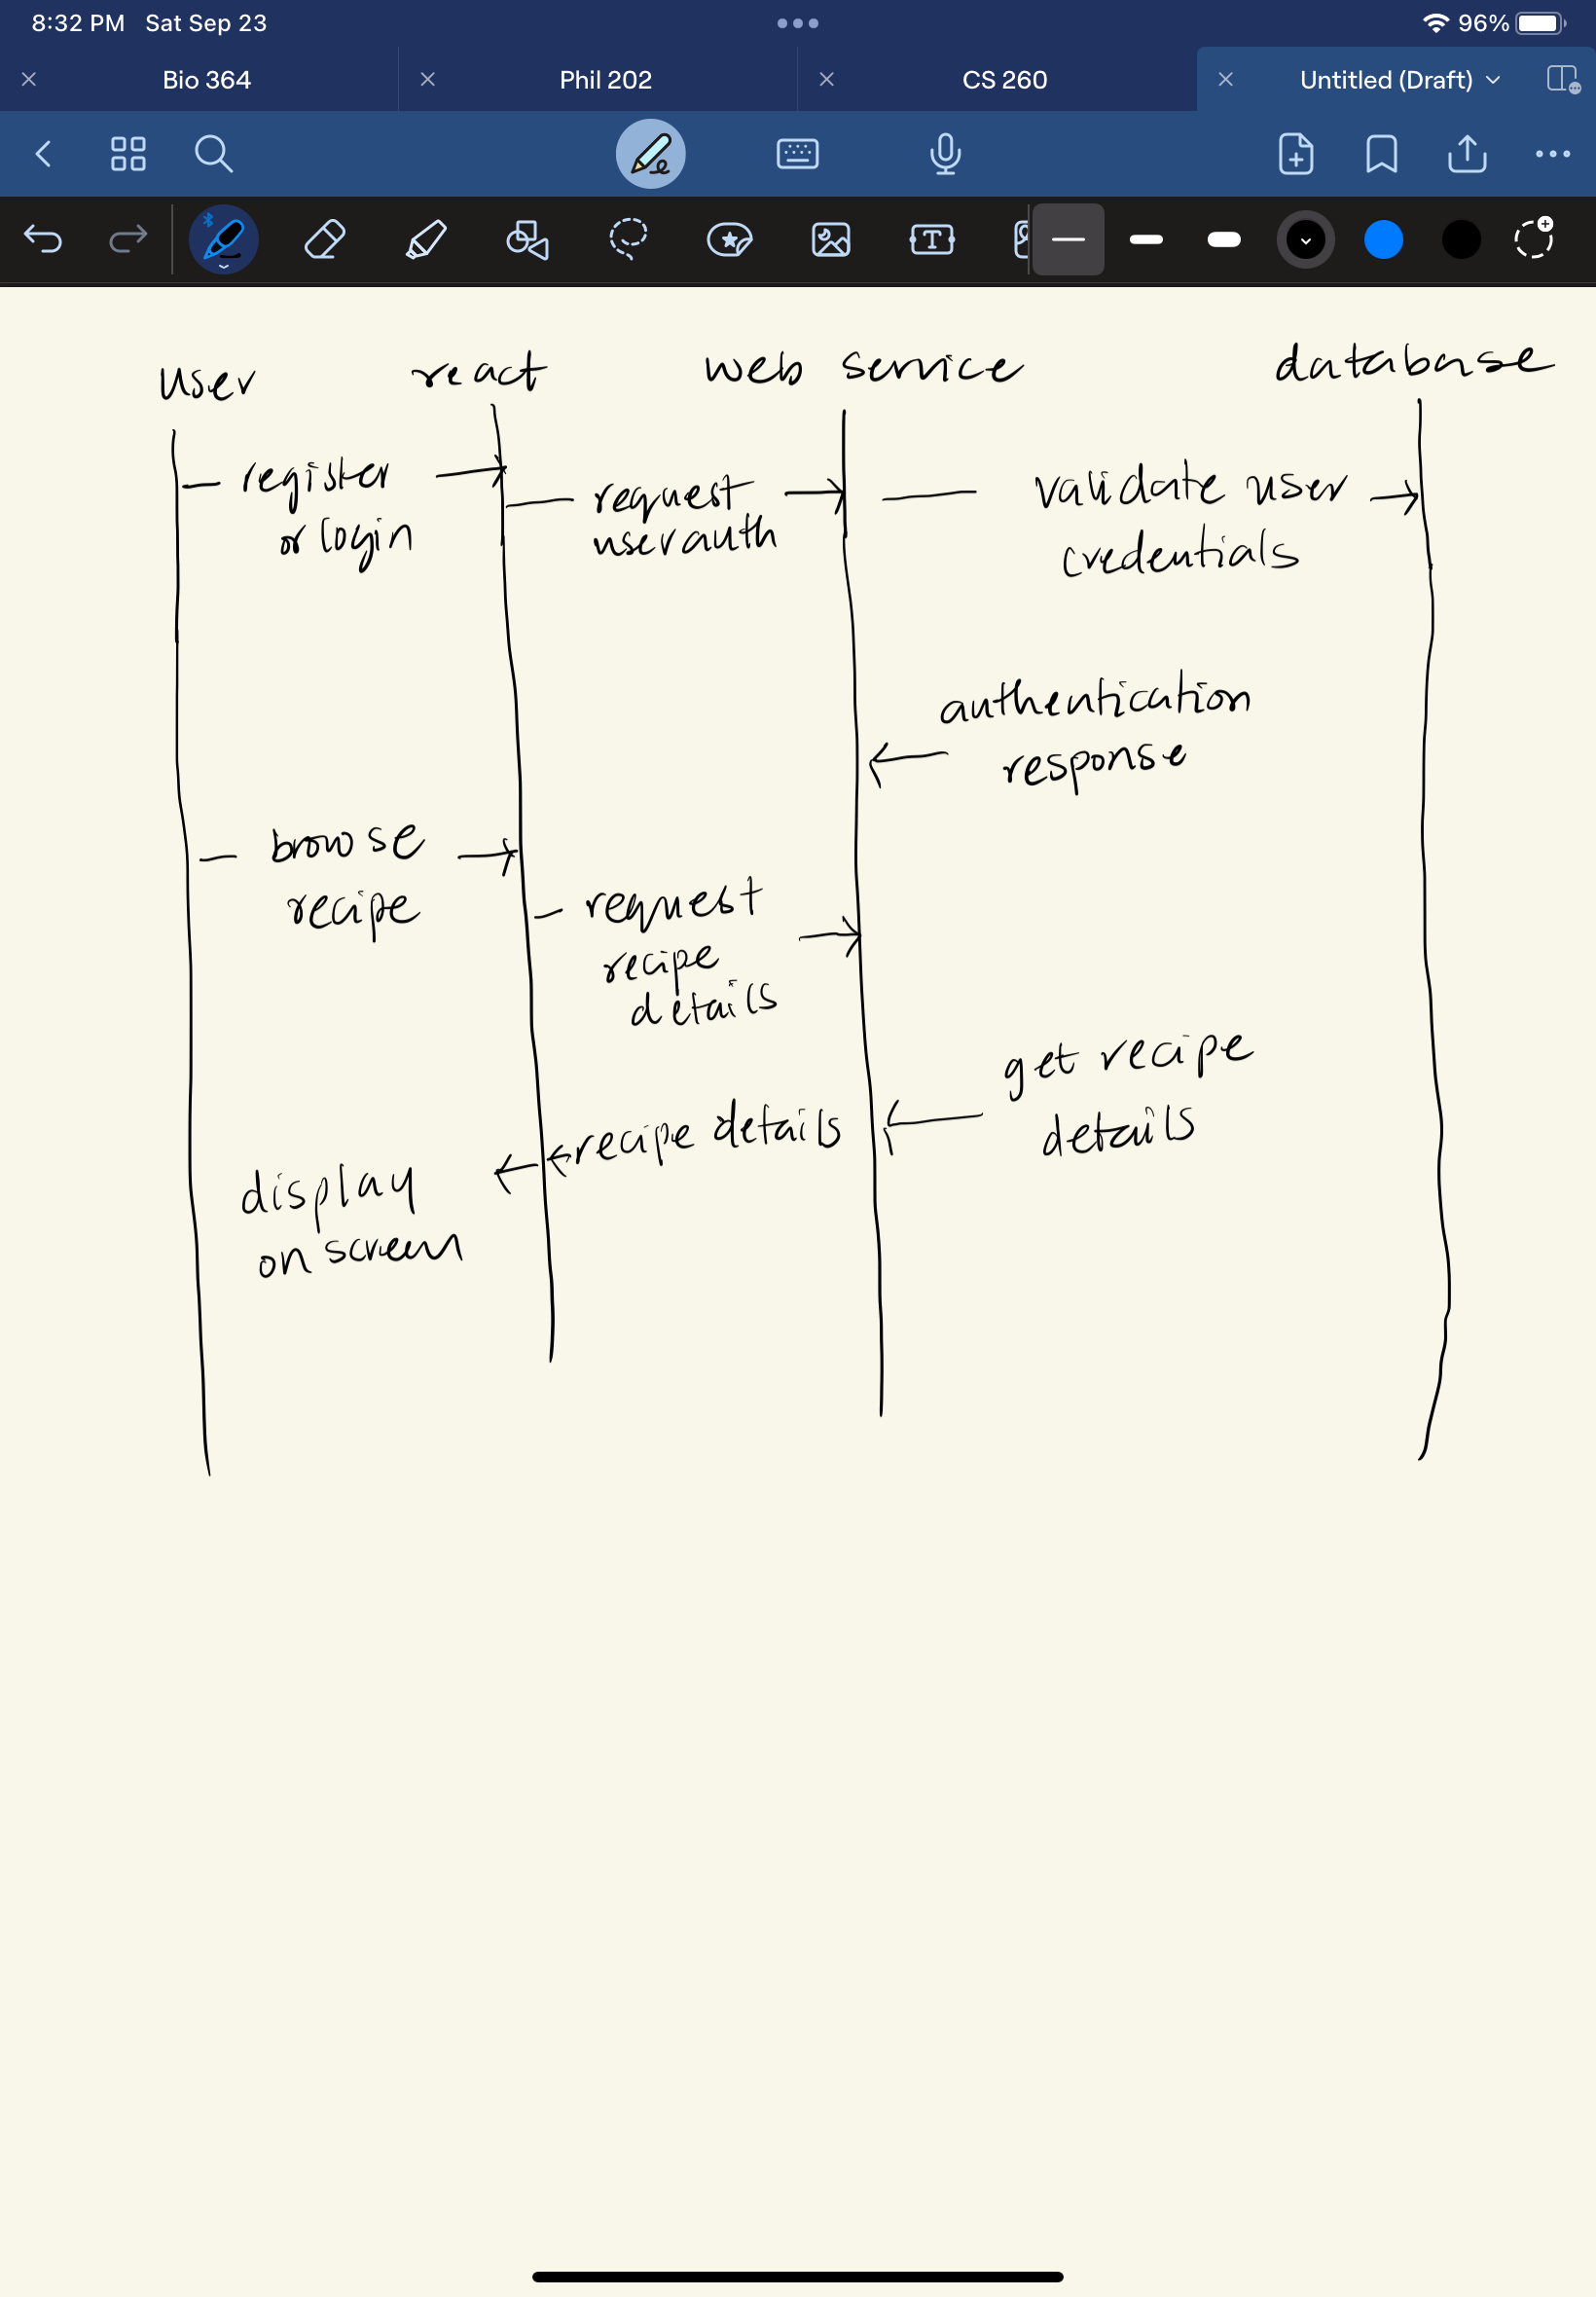 8:32 PM Sat Sep 23
96%
Bio 364
Phil 202
CS 260
Untitled (Draft)
user
react
web service
database
register
or login
request
user auth
validate user
credentials
authentication
response
browse
recipe
request
recipe
details
get recipe
details
recipe details
display
on screen